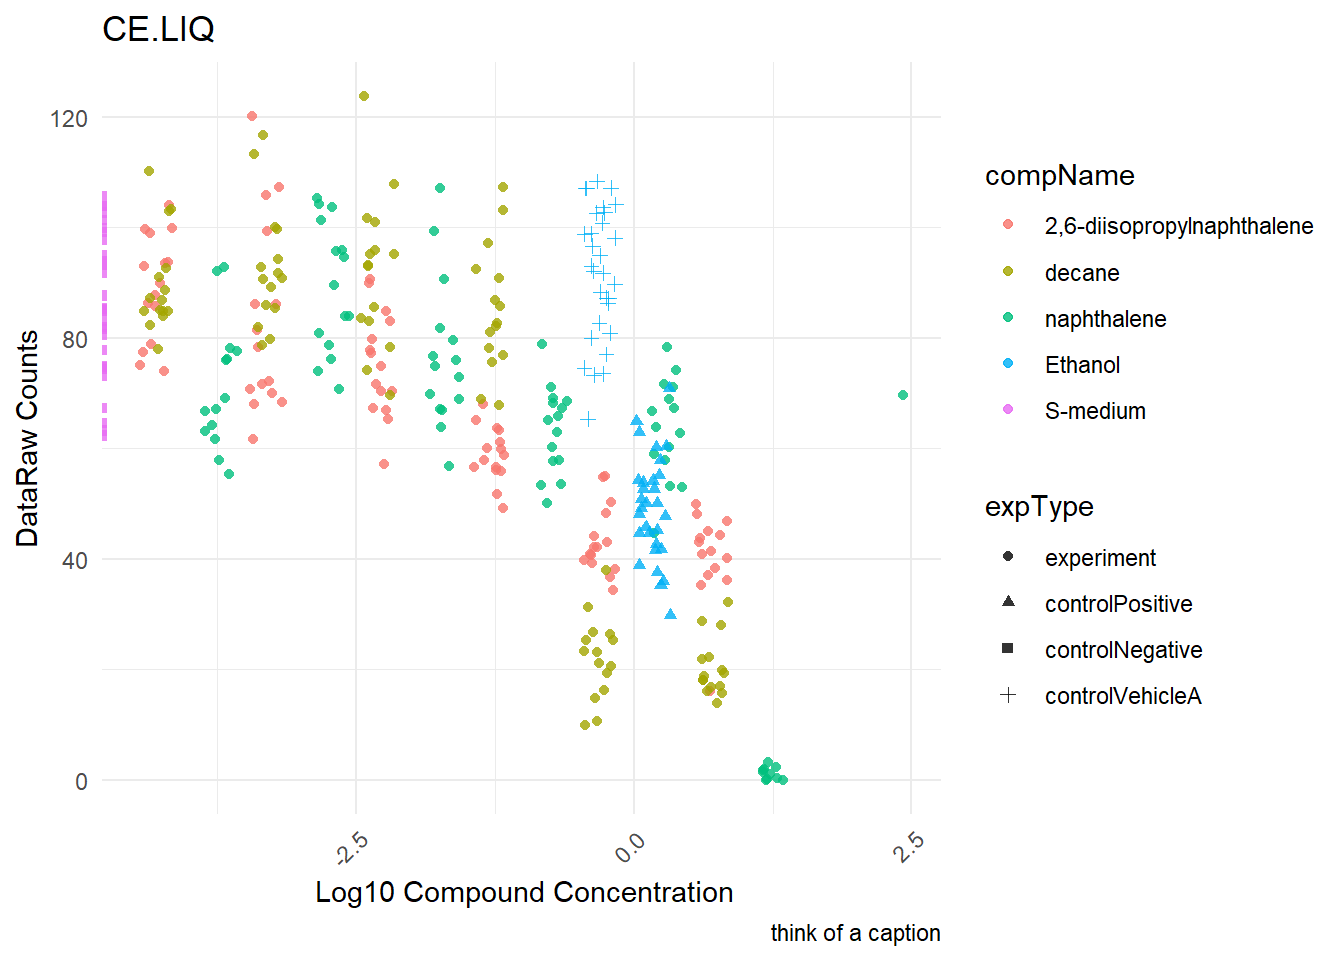 CE.LIQ
120
80
40
0
DataRaw Counts
-2.5
0.0
2.5
Log10 Compound Concentration
think of a caption
compName
2,6-diisopropylnaphthalene
decane
naphthalene
Ethanol
S-medium
expType
experiment
controlPositive
controlNegative
controlVehicleA